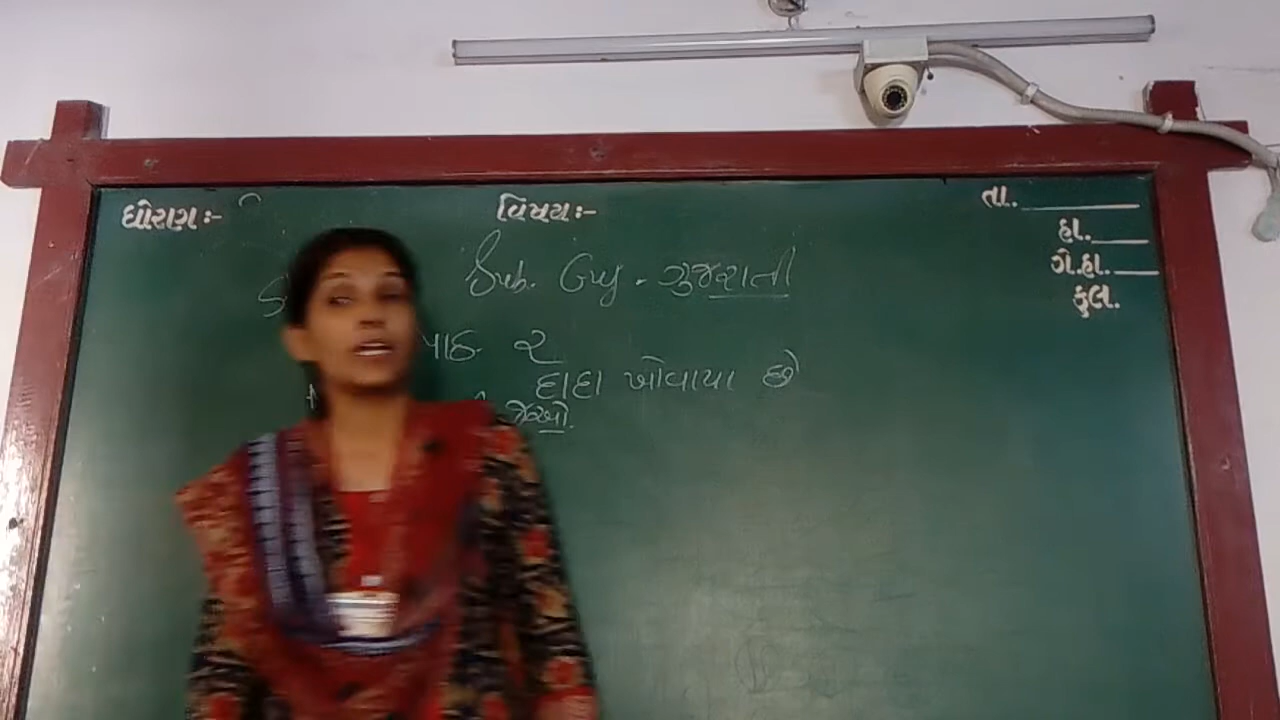 ધોરણ:-
વિષય:-
તા.
હા.
ગે.હા.
કુલ.
Sub. Guj. ગુજરાતી
પાઠ ૨
દાદા ખોવાયા છે